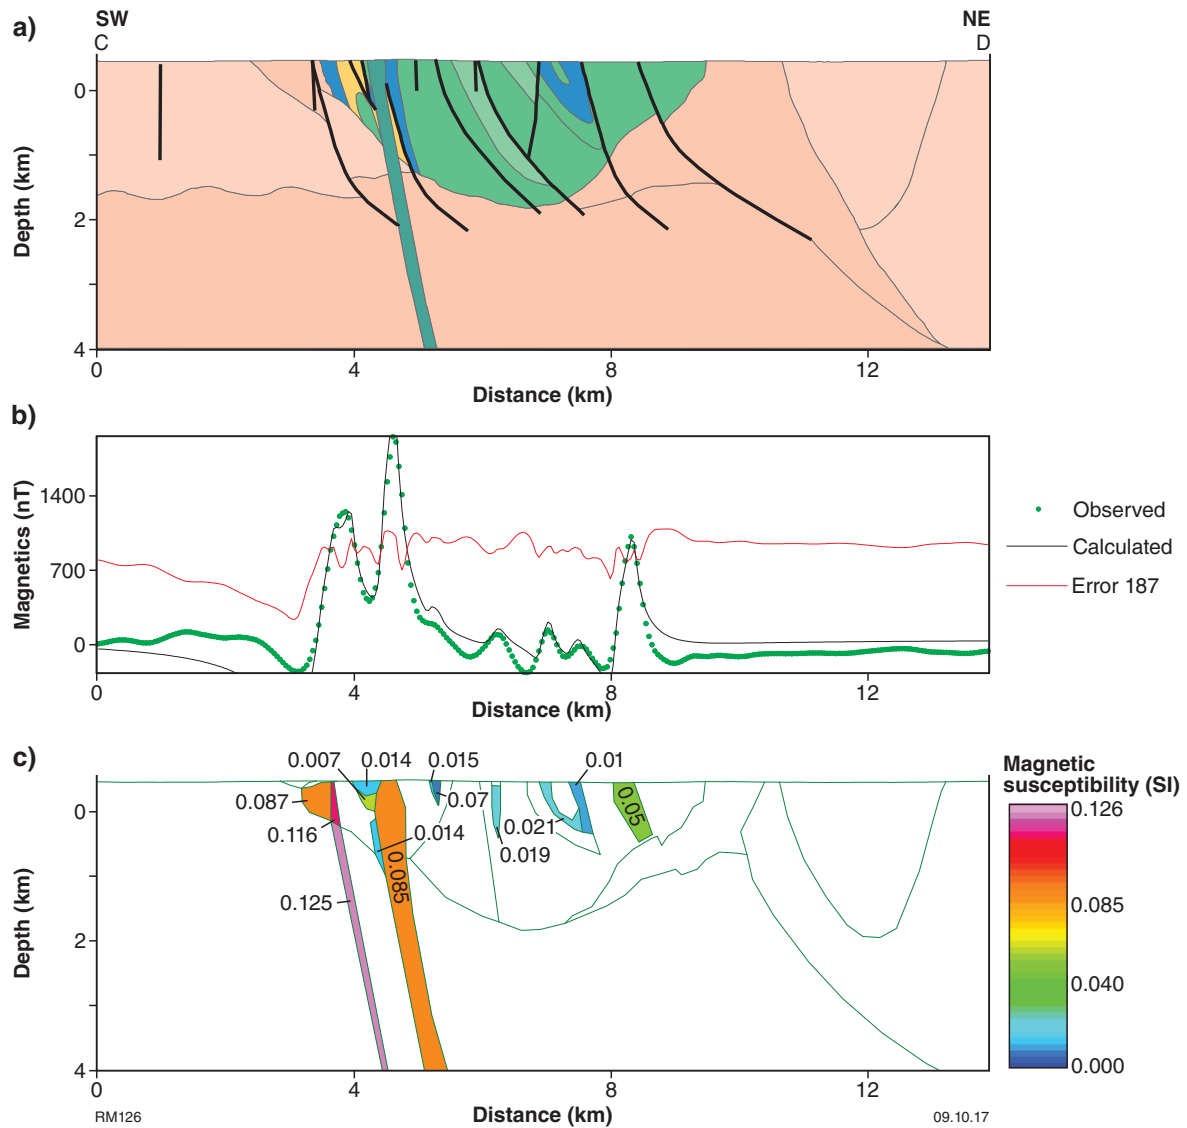 a)
SW
C
NE
D
Depth (km)
0
2
4
0
4
8
12
Distance (km)
b)
Magnetics (nT)
1400
700
0
0
4
8
12
Distance (km)
Observed
Calculated
Error 187
c)
Depth (km)
0
2
4
0.007
0.014
0.015
0.01
0.087
0.07
0.05
0.116
0.014
0.021
0.019
0.085
0.125
0
4
8
12
Distance (km)
Magnetic
susceptibility (SI)
0.126
0.085
0.040
0.000
RM126
09.10.17